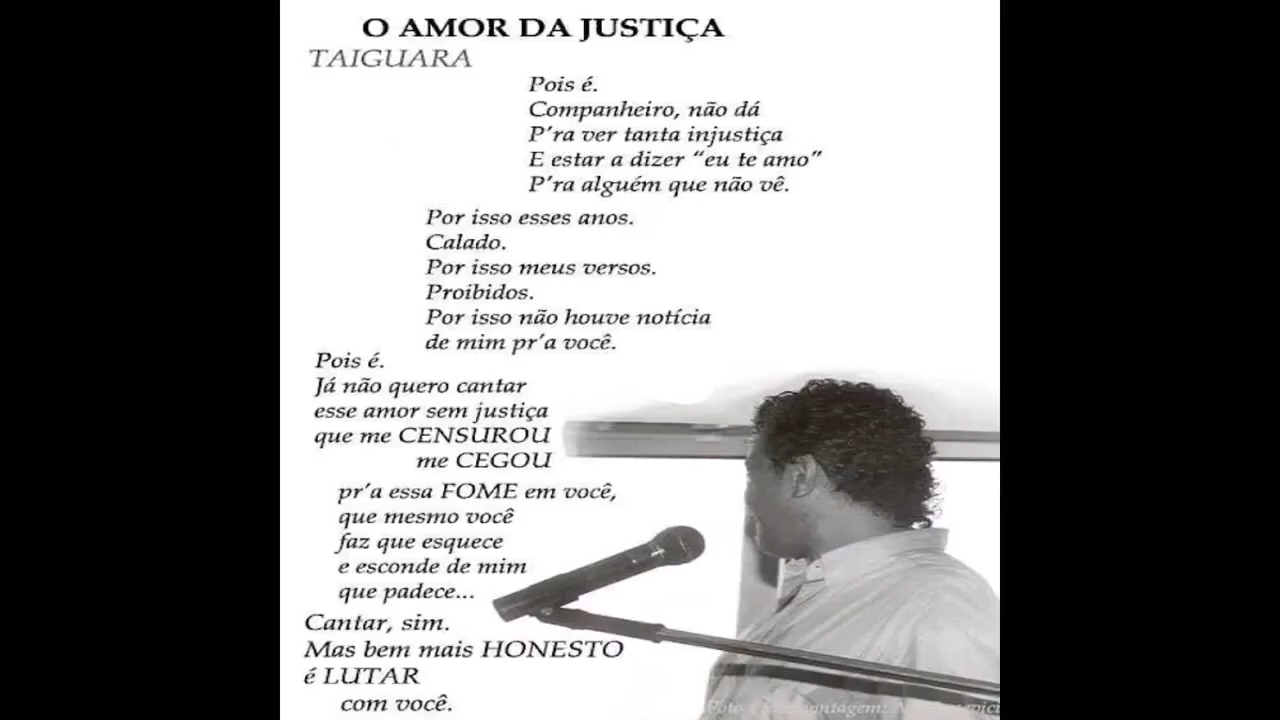 O AMOR DA JUSTIÇA
TAIGUARA
Pois é.
Companheiro, não dá
P'ra ver tanta injustiça
E estar a dizer “eu te amo”
P'ra alguém que não vê.
Por isso esses anos.
Calado.
Por isso meus versos.
Proibidos.
Por isso não houve notícia
de mim pr'a você.
Pois é.
Já não quero cantar
esse amor sem justiça
que me CENSUROU
me CEGOU
pr'a essa FOME em você,
que mesmo você
faz que esquece
e esconde de mim
que padece...
Cantar, sim.
Mas bem mais HONESTO
é LUTAR
com você.
Foto e